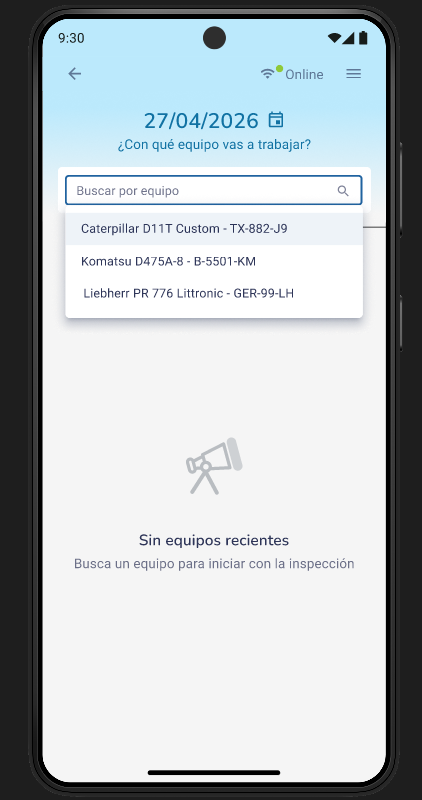 9:30
Online
27/04/2026
¿Con qué equipo vas a trabajar?
Buscar por equipo
Caterpillar D11T Custom - TX-882-J9
Komatsu D475A-8 - B-5501-KM
Liebherr PR 776 Littronic - GER-99-LH
Sin equipos recientes
Busca un equipo para iniciar con la inspección